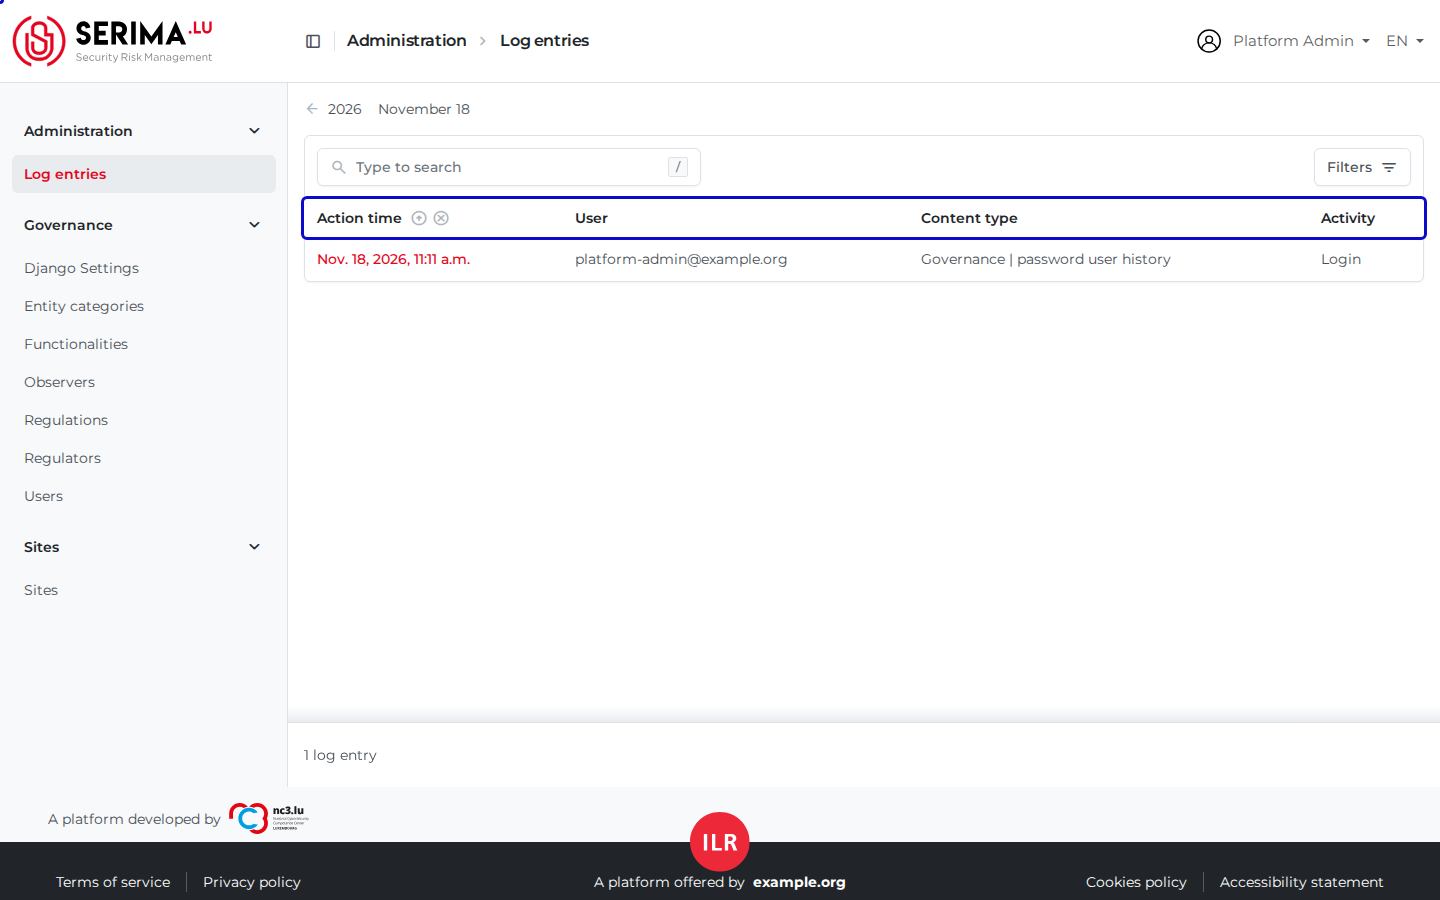 SERIMA.LU
Security Risk Management
Administration > Log entries
Platform Admin
EN
Administration
Log entries
Governance
Django Settings
Entity categories
Functionalities
Observers
Regulations
Regulators
Users
Sites
Sites
2026 November 18
Type to search /
Filters
Action time User Content type Activity
Nov. 18, 2026, 11:11 a.m. platform-admin@example.org Governance | password user history Login
1 log entry
A platform developed by nc3.lu
ILR
Terms of service Privacy policy
A platform offered by example.org
Cookies policy Accessibility statement